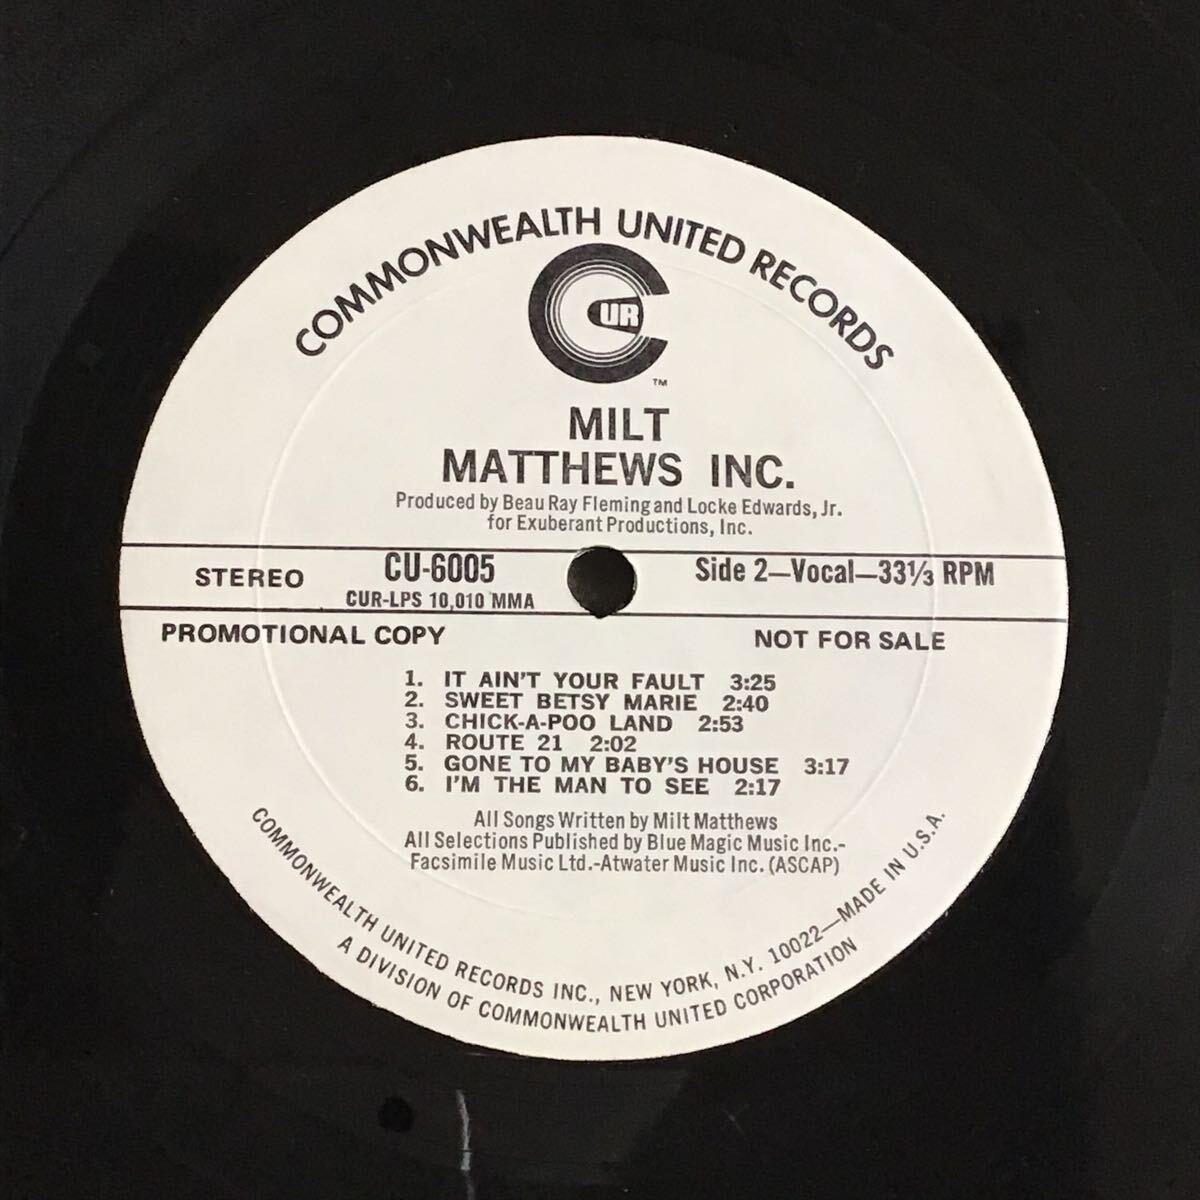 COMMONWEALTH UNITED RECORDS
CUR
TM
MILT
MATTHEWS INC.
Produced by Beau Ray Fleming and Locke Edwards, Jr.
for Exuberant Productions, Inc.
STEREO
CU-6005
CUR-LPS 10,010 MMA
Side 2—Vocal—33⅓ RPM
PROMOTIONAL COPY
NOT FOR SALE
1. IT AIN'T YOUR FAULT 3:25
2. SWEET BETSY MARIE 2:40
3. CHICK-A-POO LAND 2:53
4. ROUTE 21 2:02
5. GONE TO MY BABY'S HOUSE 3:17
6. I'M THE MAN TO SEE 2:17
All Songs Written by Milt Matthews
All Selections Published by Blue Magic Music Inc.-
Facsimile Music Ltd.-Atwater Music Inc. (ASCAP)
COMMONWEALTH UNITED RECORDS INC., NEW YORK, N.Y. 10022—MADE IN U.S.A.
A DIVISION OF COMMONWEALTH UNITED CORPORATION